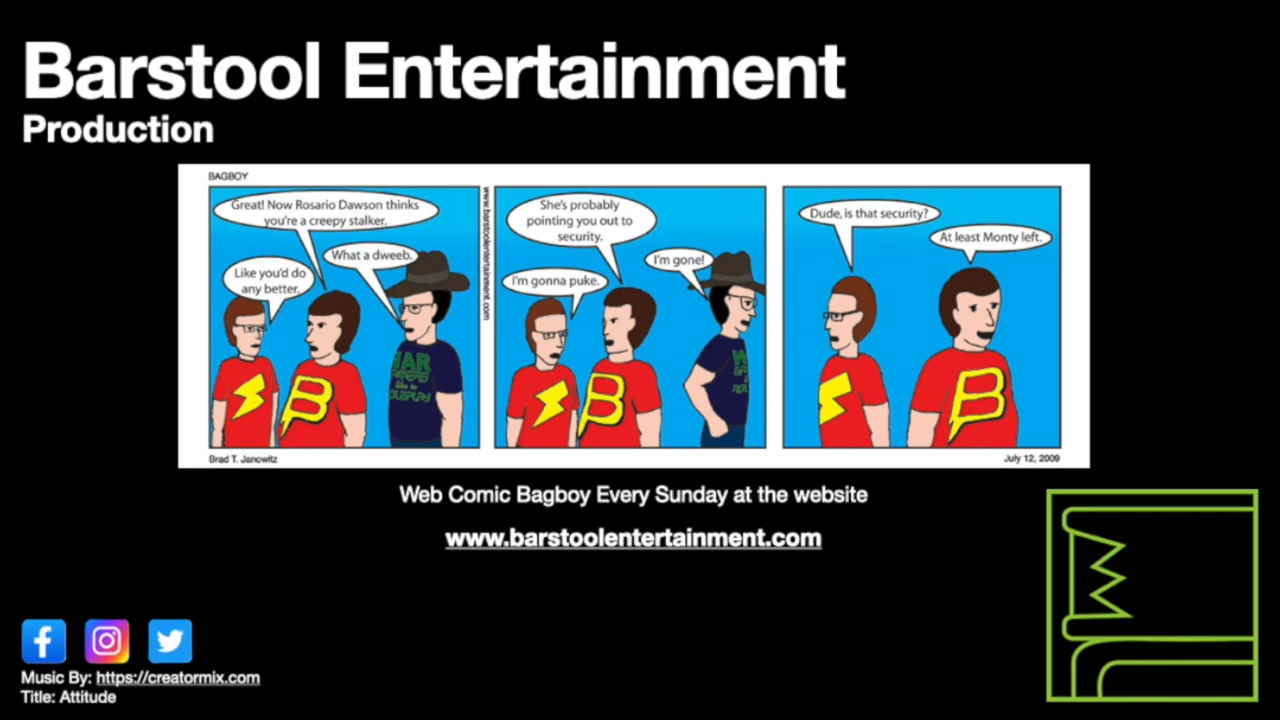 Barstool Entertainment
Production
BAGBOY
Great! Now Rosario Dawson thinks
you're a creepy stalker.
What a dweeb.
Like you'd do
any better.
www.barstoolentertainment.com
She's probably
pointing you out to
security.
I'm gone!
I'm gonna puke.
Dude, is that security?
At least Monty left.
Brad T. Janowitz
July 12, 2009
Web Comic Bagboy Every Sunday at the website
www.barstoolentertainment.com
Music By: https://creatormix.com
Title: Attitude